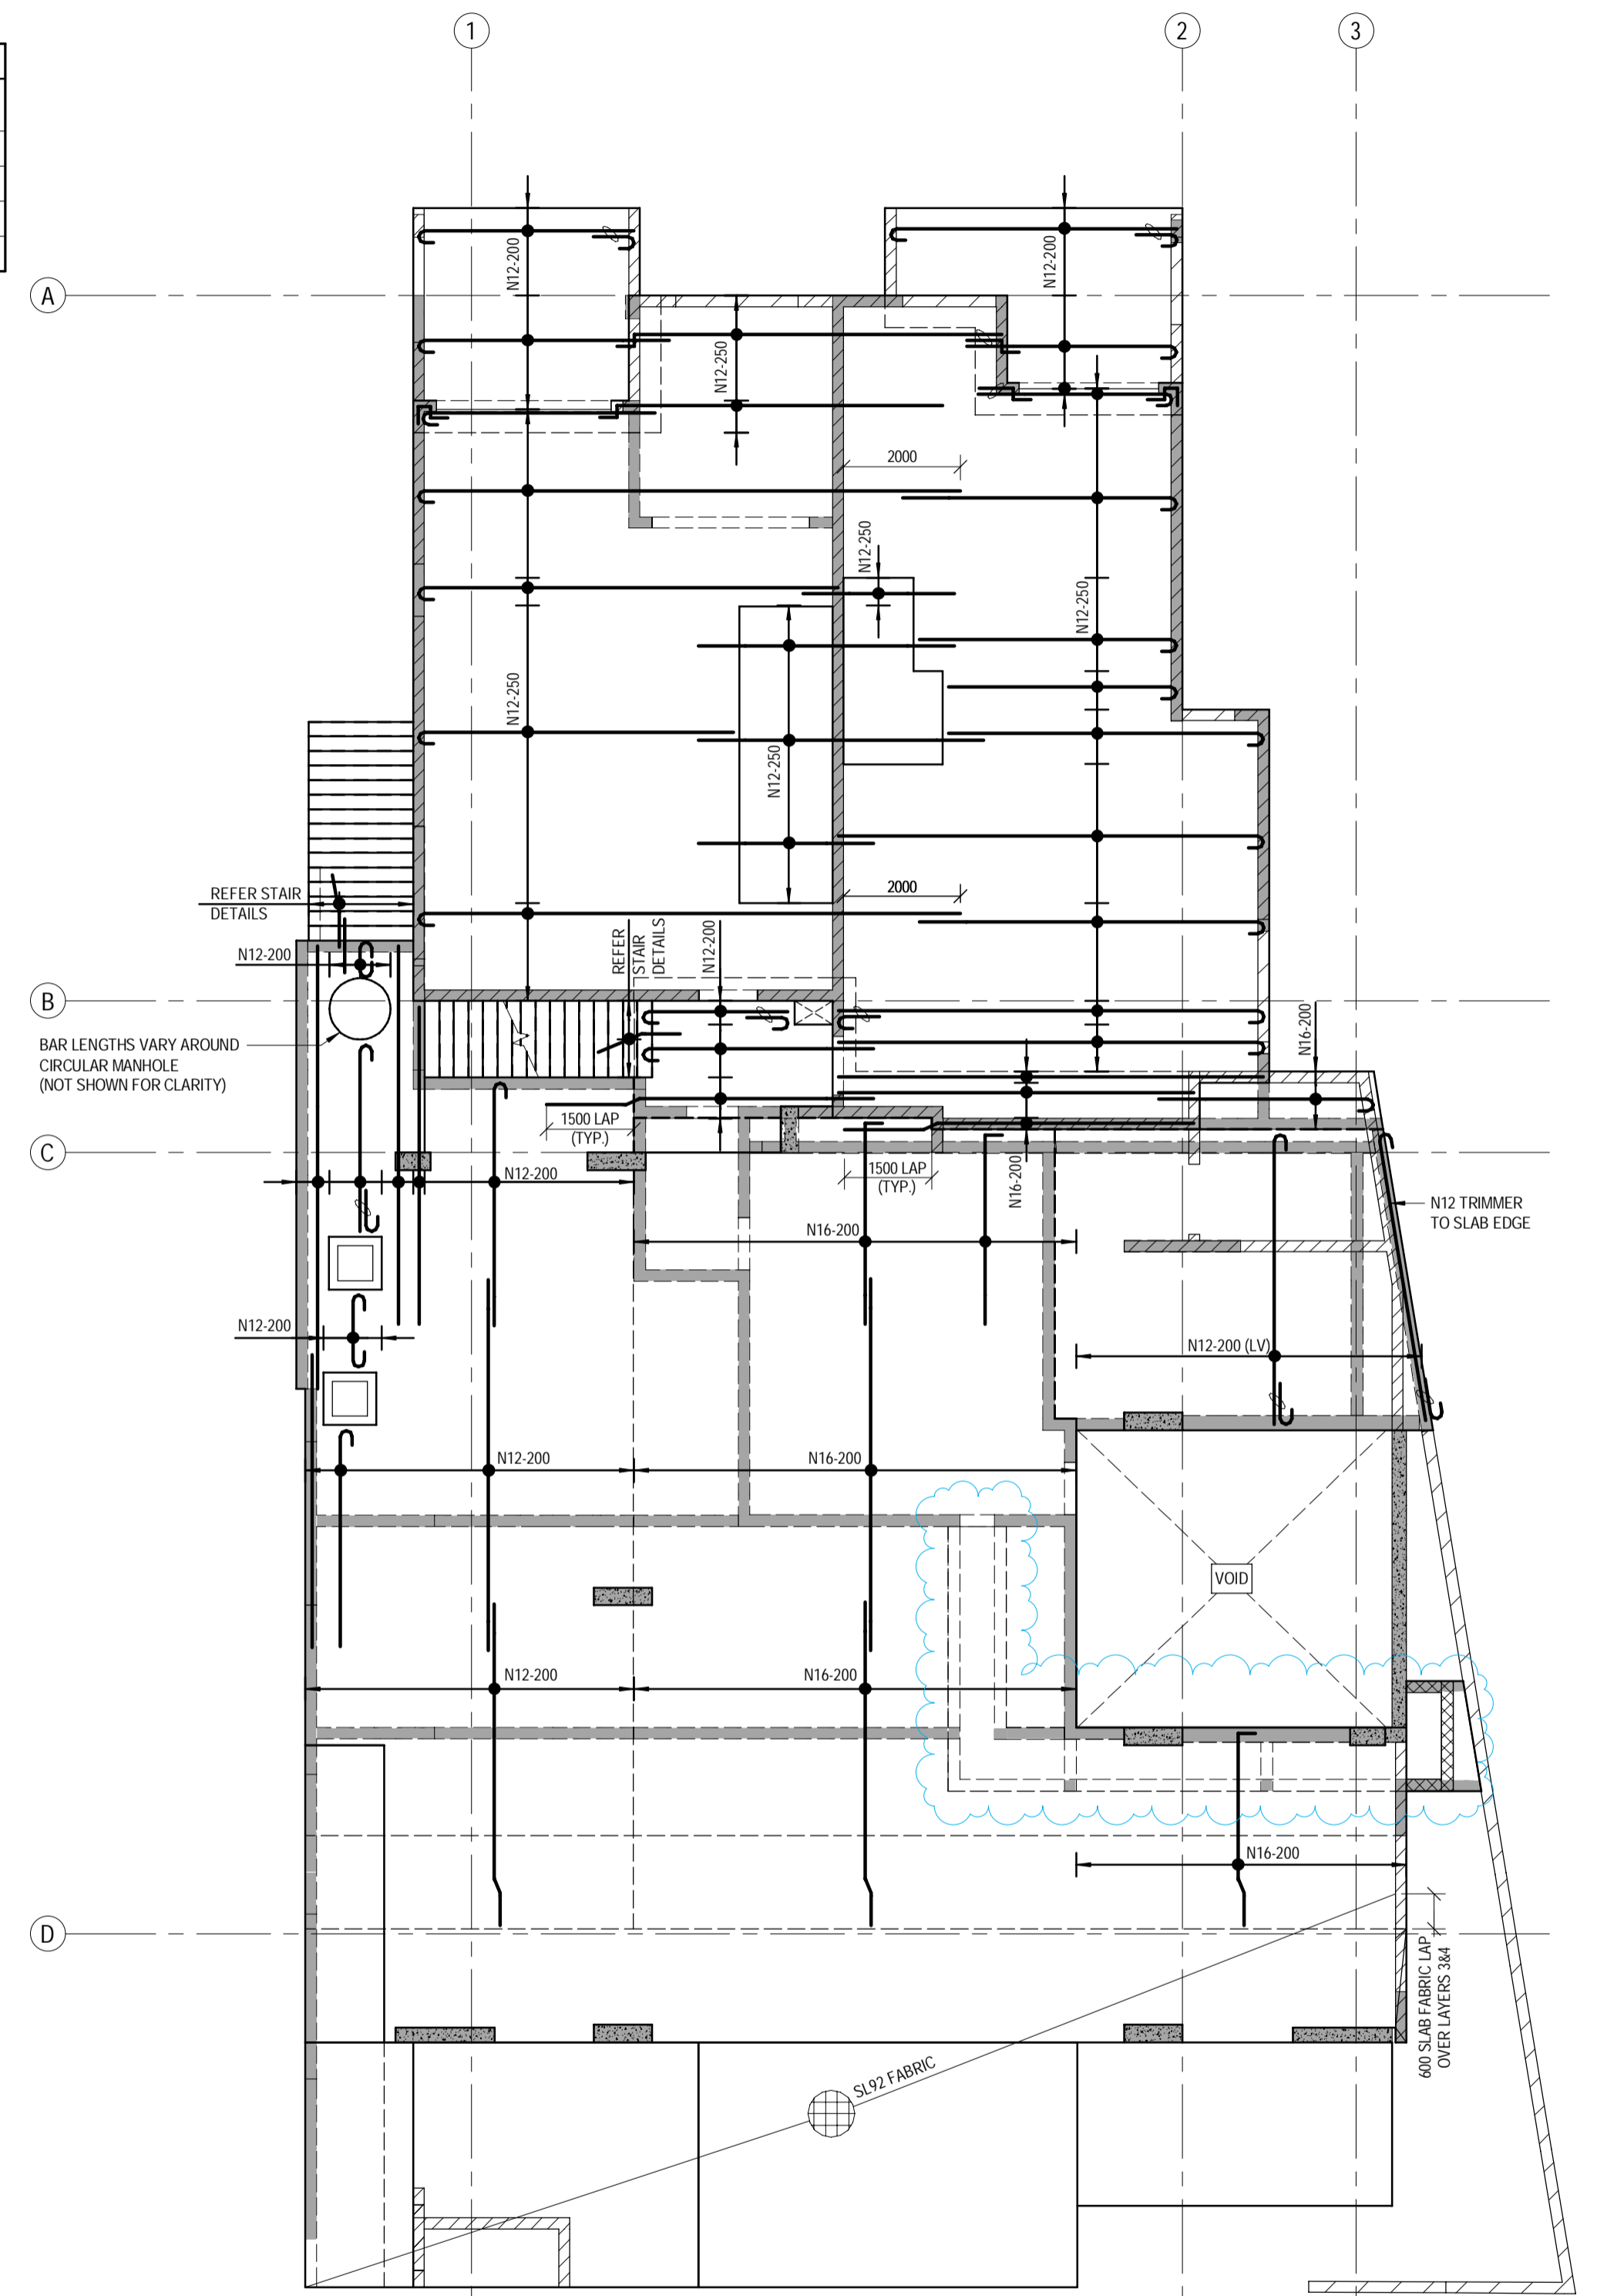 1
2
3
A
N12-200
N12-200
N12-250
2000
N12-250
N12-250
N12-250
N12-250
REFER STAIR
DETAILS
2000
N12-200
REFER
STAIR
DETAILS
N12-200
B
BAR LENGTHS VARY AROUND
CIRCULAR MANHOLE
(NOT SHOWN FOR CLARITY)
N16-200
1500 LAP
(TYP.)
C
1500 LAP
(TYP.)
N12-200
N16-200
N12 TRIMMER
TO SLAB EDGE
N16-200
N12-200
N12-200 (LV)
N12-200
N16-200
VOID
N12-200
N16-200
N16-200
D
600 SLAB FABRIC LAP
OVER LAYERS 3&4
SL92 FABRIC